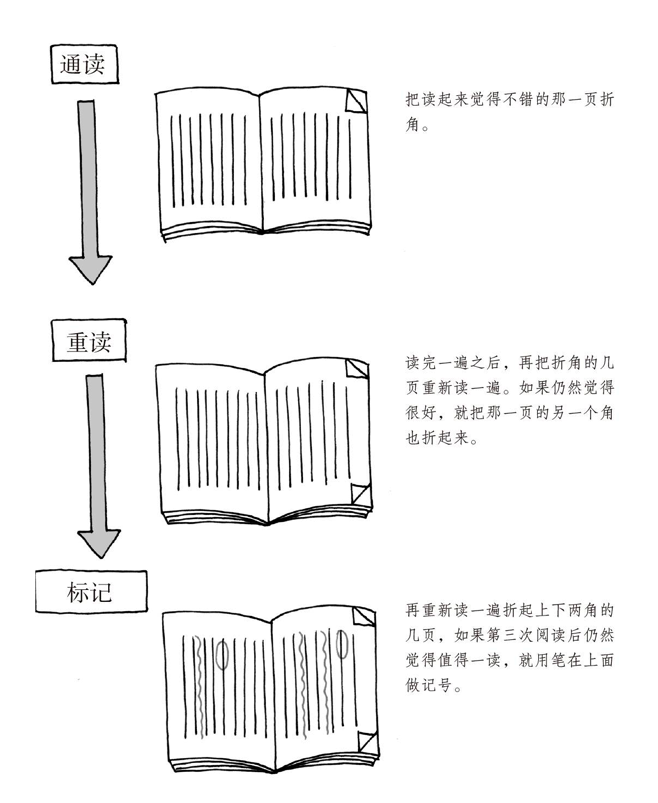 通读
把读起来觉得不错的那一页折
角。
重读
读完一遍之后，再把折角的几
页重新读一遍。如果仍然觉得
很好，就把那一页的另一个角
也折起来。
标记
再重新读一遍折起上下两角的
几页，如果第三次阅读后仍然
觉得值得一读，就用笔在上面
做记号。